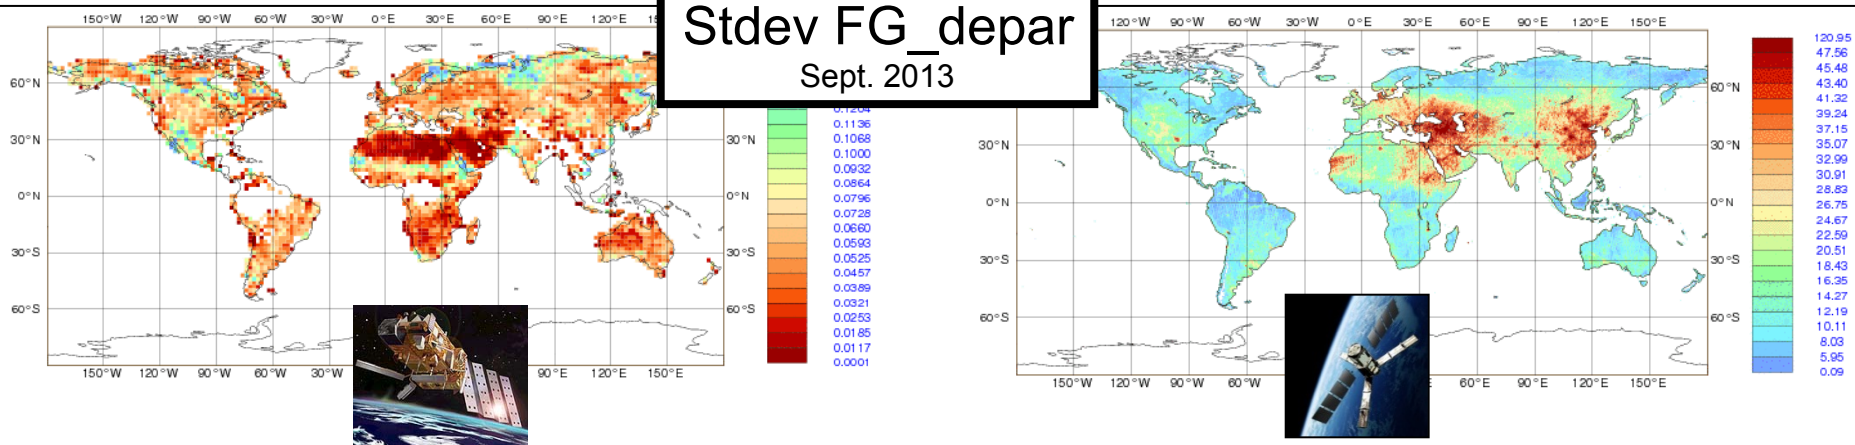 Stdev FG_depar
Sept. 2013
150°W 120°W 90°W 60°W 30°W 0°E 30°E 60°E 90°E 120°E
60°N
30°N
0°N
30°S
60°S
30°N
0°N
30°S
60°S
150°W 120°W 90°W 60°W 30°W 90°E 120°E 150°E
0.1136
0.1068
0.1000
0.0932
0.0864
0.0796
0.0728
0.0660
0.0593
0.0525
0.0457
0.0389
0.0321
0.0253
0.0185
0.0117
0.0001
120°W 90°W 60°W 30°W 0°E 30°E 60°E 90°E 120°E 150°E
30°N
0°N
30°S
60°S
60°N
30°N
0°N
30°S
60°S
150°W 120°W 90°W 60°W 60°E 90°E 120°E 150°E
120.95
47.56
45.48
43.40
41.32
39.24
37.15
35.07
32.99
30.91
28.83
26.75
24.67
22.59
20.51
18.43
16.35
14.27
12.19
10.11
8.03
5.95
0.09